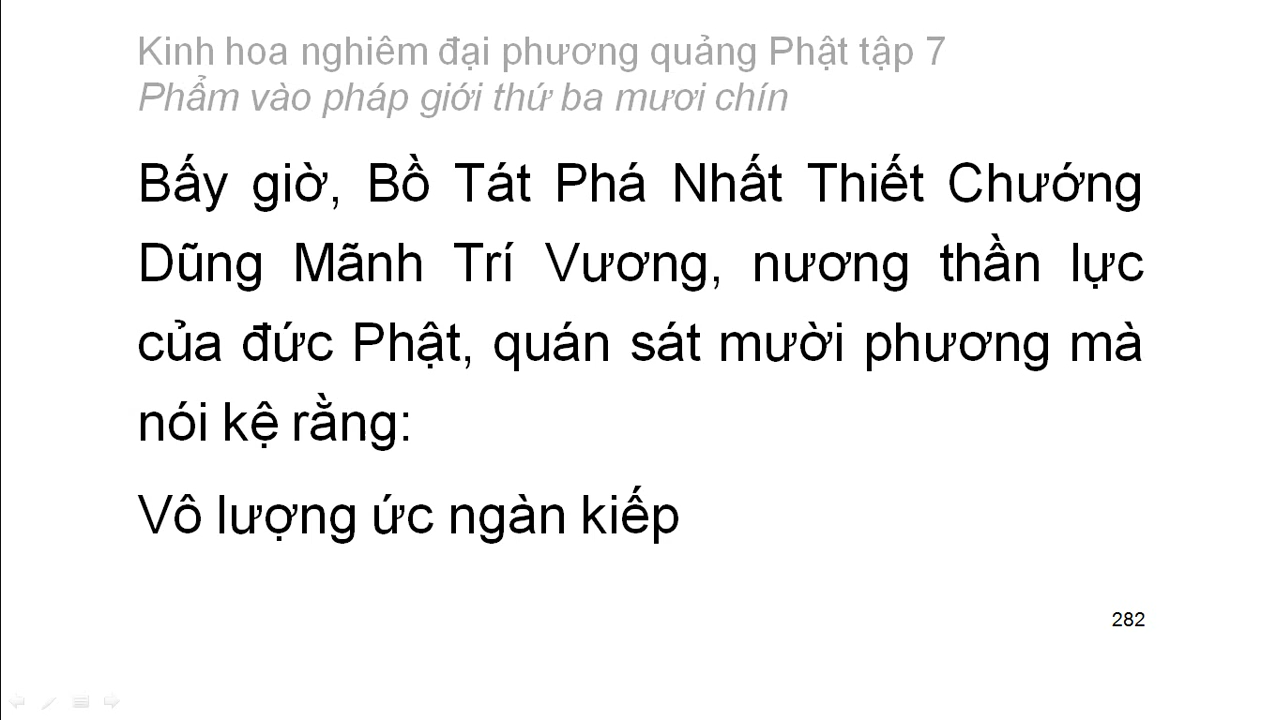 Kinh hoa nghiêm đại phương quảng Phật tập 7
Phẩm vào pháp giới thứ ba mươi chín
Bấy giờ, Bồ Tát Phá Nhất Thiết Chướng
Dũng Mãnh Trí Vương, nương thần lực
của đức Phật, quán sát mười phương mà
nói kệ rằng:
Vô lượng ức ngàn kiếp
282